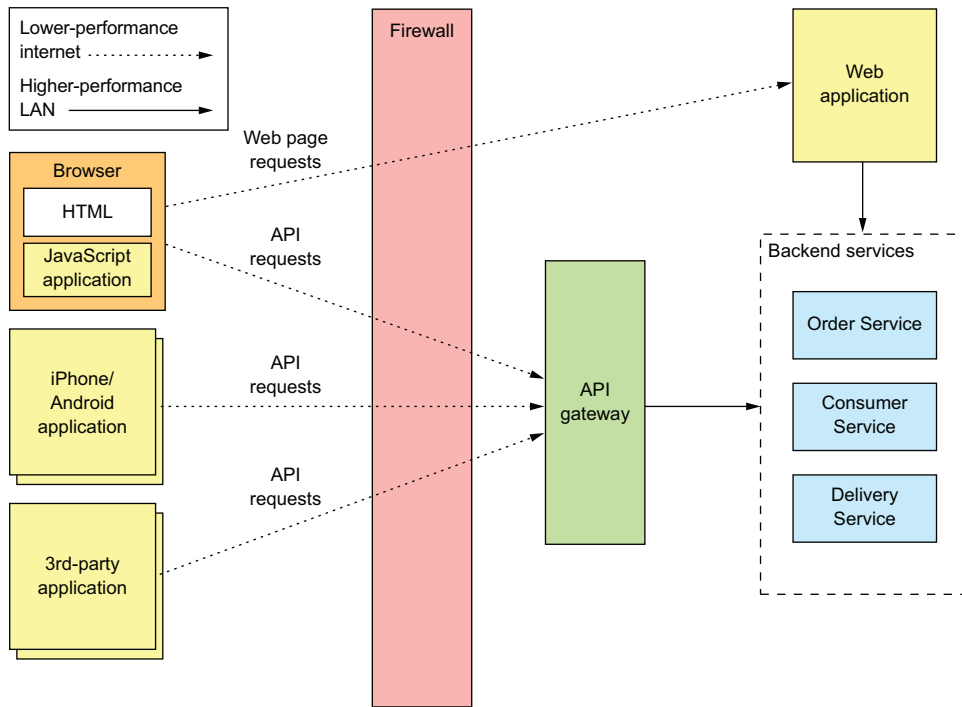 Lower-performance
internet
Higher-performance
LAN
Firewall
Web
application
Web page
requests
Browser
HTML
JavaScript
application
API
requests
Backend services
Order Service
iPhone/
Android
application
API
requests
API
gateway
Consumer
Service
API
requests
Delivery
Service
3rd-party
application